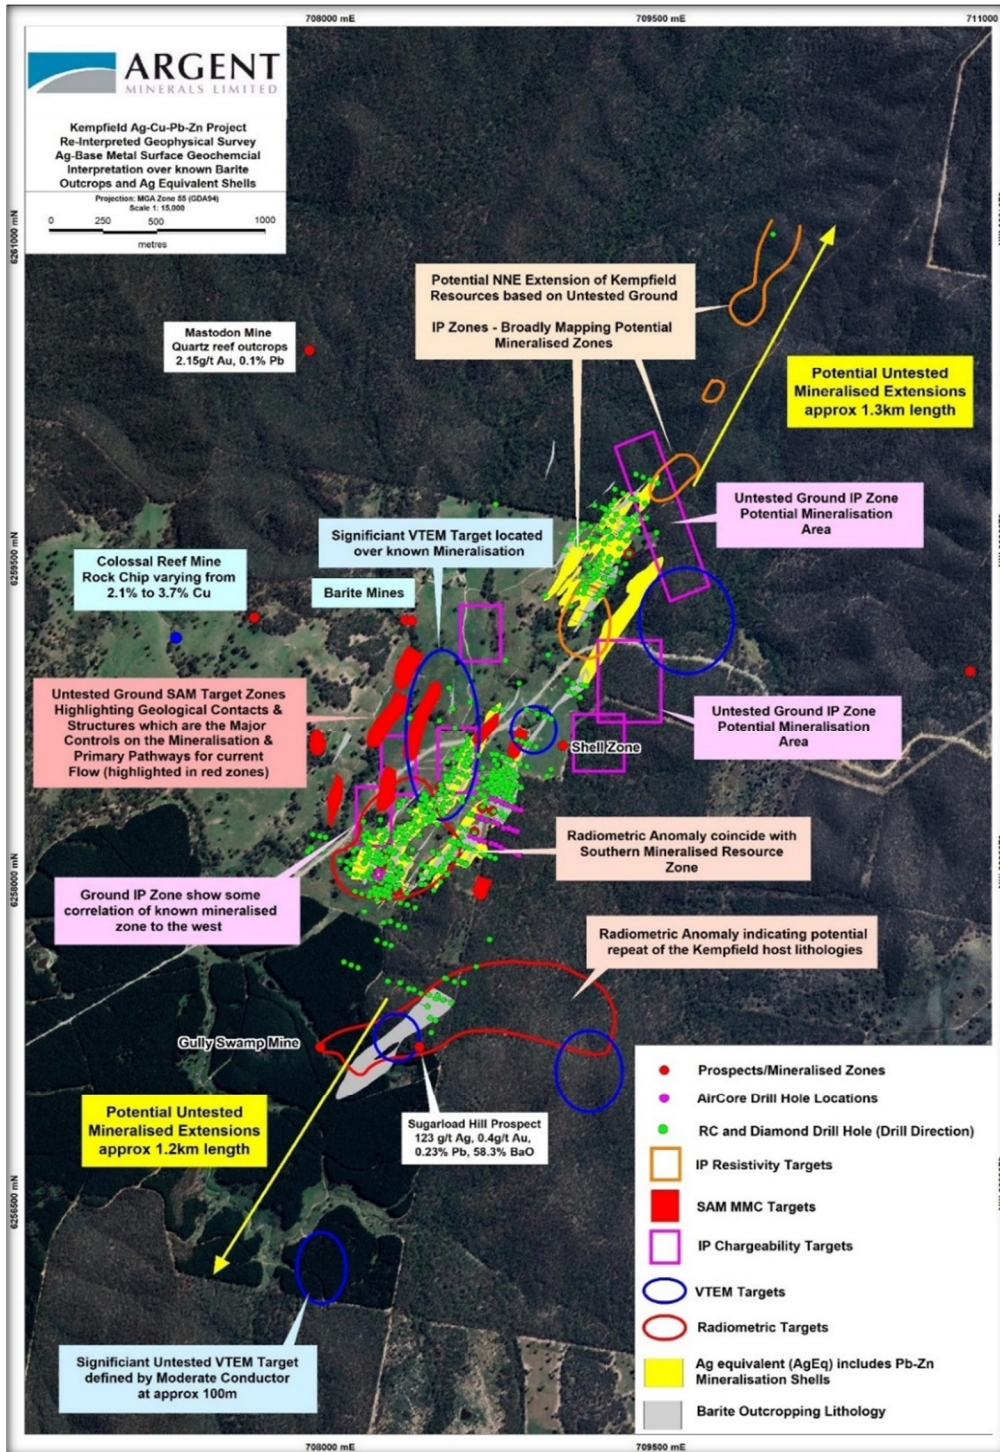 708000 mE
709500 mE
711000
ARGENT
MINERALS LIMITED
Kempfield Ag-Cu-Pb-Zn Project
Re-Interpreted Geophysical Survey
Ag-Base Metal Surface Geochemcial
Interpretation over known Barite
Outcrops and Ag Equivalent Shells
Projection: MGA Zone 55 (GDA94)
Scale 1: 15,000
0 250 500 1000
metres
6261000 mN
Potential NNE Extension of Kempfield
Resources based on Untested Ground
IP Zones - Broadly Mapping Potential
Mineralised Zones
Mastodon Mine
Quartz reef outcrops
2.15g/t Au, 0.1% Pb
Potential Untested
Mineralised Extensions
approx 1.3km length
Untested Ground IP Zone
Potential Mineralisation
Area
Significiant VTEM Target located
over known Mineralisation
6259500 mN
Colossal Reef Mine
Rock Chip varying from
2.1% to 3.7% Cu
Barite Mines
Untested Ground SAM Target Zones
Highlighting Geological Contacts &
Structures which are the Major
Controls on the Mineralisation &
Primary Pathways for current
Flow (highlighted in red zones)
Untested Ground IP Zone
Potential Mineralisation
Area
Shell Zone
Radiometric Anomaly coincide with
Southern Mineralised Resource
Zone
6258000 mN
Ground IP Zone show some
correlation of known mineralised
zone to the west
Radiometric Anomaly indicating potential
repeat of the Kempfield host lithologies
Gully Swamp Mine
Potential Untested
Mineralised Extensions
approx 1.2km length
Sugarload Hill Prospect
123 g/t Ag, 0.4g/t Au,
0.23% Pb, 58.3% BaO
6256500 mN
Significiant Untested VTEM Target
defined by Moderate Conductor
at approx 100m
Prospects/Mineralised Zones
AirCore Drill Hole Locations
RC and Diamond Drill Hole (Drill Direction)
IP Resistivity Targets
SAM MMC Targets
IP Chargeability Targets
VTEM Targets
Radiometric Targets
Ag equivalent (AgEq) includes Pb-Zn
Mineralisation Shells
Barite Outcropping Lithology
708000 mE
709500 mE